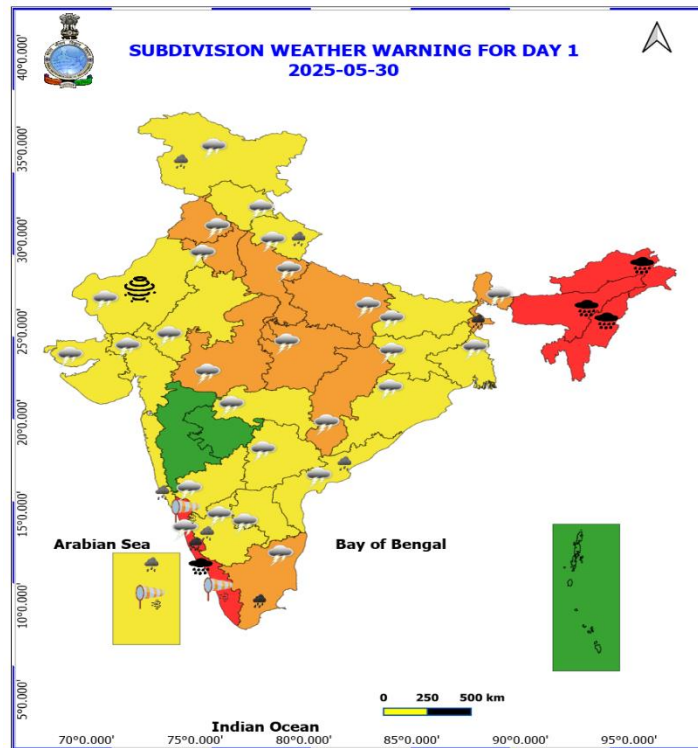 SUBDIVISION WEATHER WARNING FOR DAY 1
2025-05-30
40°0.000'
35°0.000'
30°0.000'
25°0.000'
20°0.000'
15°0.000'
10°0.000'
5°0.000'
Arabian Sea
Bay of Bengal
0 250 500 km
Indian Ocean
70°0.000' 75°0.000' 80°0.000' 85°0.000' 90°0.000' 95°0.000'